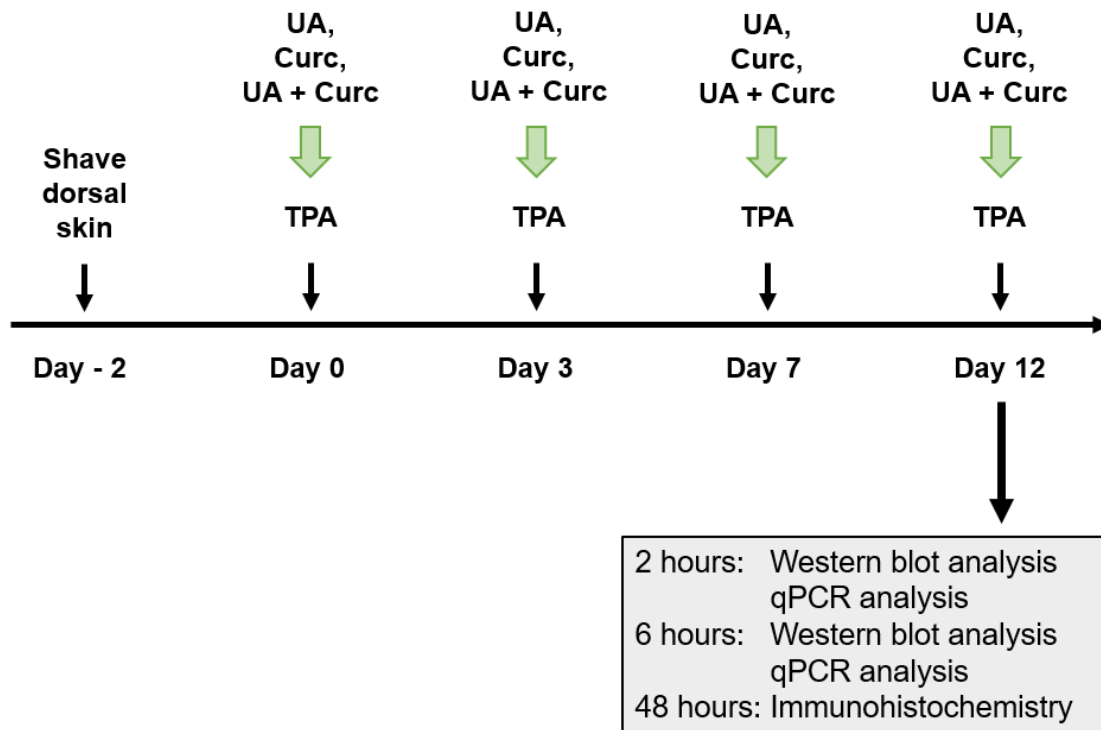 UA,
Curc,
UA + Curc
UA,
Curc,
UA + Curc
UA,
Curc,
UA + Curc
UA,
Curc,
UA + Curc
Shave
dorsal
skin
TPA
TPA
TPA
TPA
Day - 2
Day 0
Day 3
Day 7
Day 12
2 hours: Western blot analysis
qPCR analysis
6 hours: Western blot analysis
qPCR analysis
48 hours: Immunohistochemistry